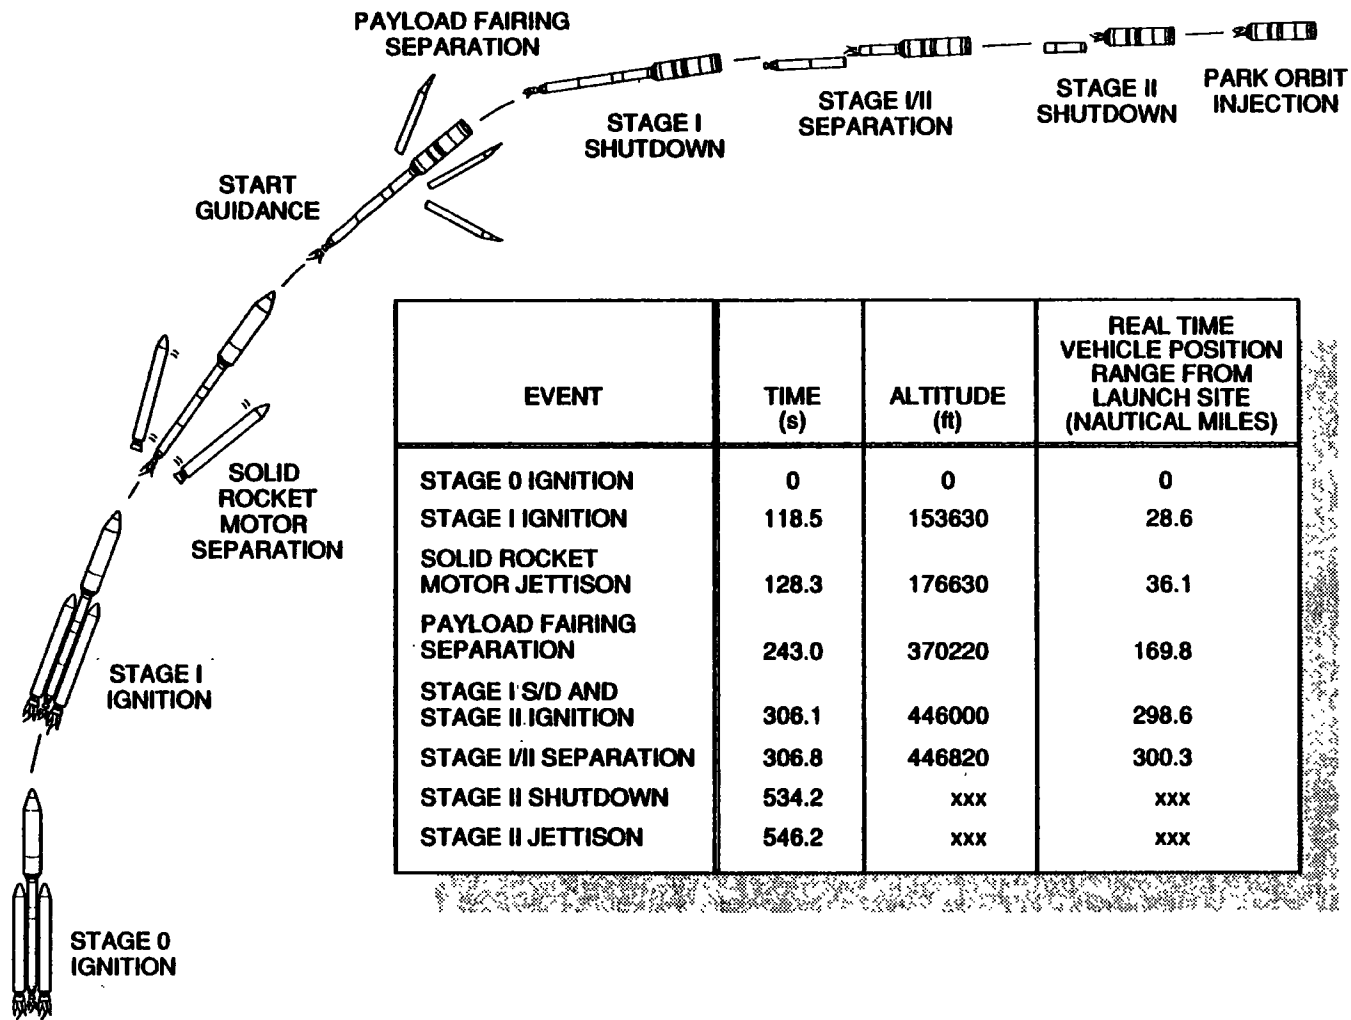 PAYLOAD FAIRING
SEPARATION
START
GUIDANCE
STAGE I
SHUTDOWN
STAGE I/II
SEPARATION
STAGE II
SHUTDOWN
PARK ORBIT
INJECTION
SOLID
ROCKET
MOTOR
SEPARATION
STAGE I
IGNITION
STAGE 0
IGNITION
EVENT
TIME
(s)
ALTITUDE
(ft)
REAL TIME
VEHICLE POSITION
RANGE FROM
LAUNCH SITE
(NAUTICAL MILES)
STAGE 0 IGNITION 0 0 0
STAGE I IGNITION 118.5 153630 28.6
SOLID ROCKET
MOTOR JETTISON 128.3 176630 36.1
PAYLOAD FAIRING
SEPARATION 243.0 370220 169.8
STAGE I S/D AND
STAGE II IGNITION 306.1 446000 298.6
STAGE I/II SEPARATION 306.8 446820 300.3
STAGE II SHUTDOWN 534.2 xxx xxx
STAGE II JETTISON 546.2 xxx xxx